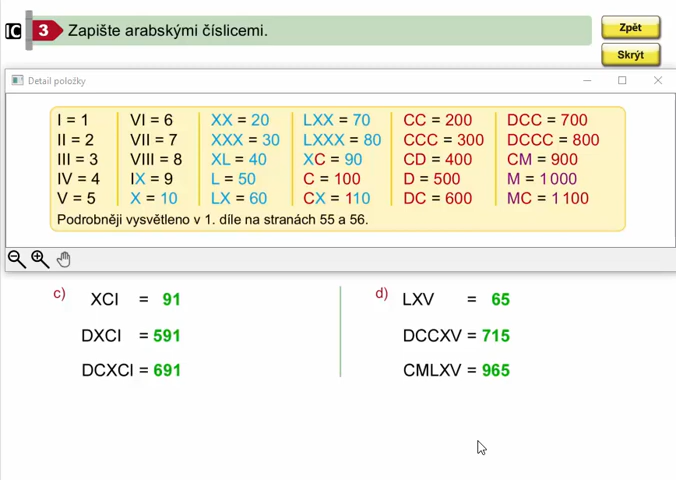 IC 3 Zapište arabskými číslicemi.
Zpět
Skrýt
Detail položky
I = 1 VI = 6 XX = 20 LXX = 70 CC = 200 DCC = 700
II = 2 VII = 7 XXX = 30 LXXX = 80 CCC = 300 DCCC = 800
III = 3 VIII = 8 XL = 40 XC = 90 CD = 400 CM = 900
IV = 4 IX = 9 L = 50 C = 100 D = 500 M = 1 000
V = 5 X = 10 LX = 60 CX = 110 DC = 600 MC = 1 100
Podrobněji vysvětleno v 1. díle na stranách 55 a 56.
c) XCI = 91
DXCI = 591
DCXCI = 691
d) LXV = 65
DCCXV = 715
CMLXV = 965